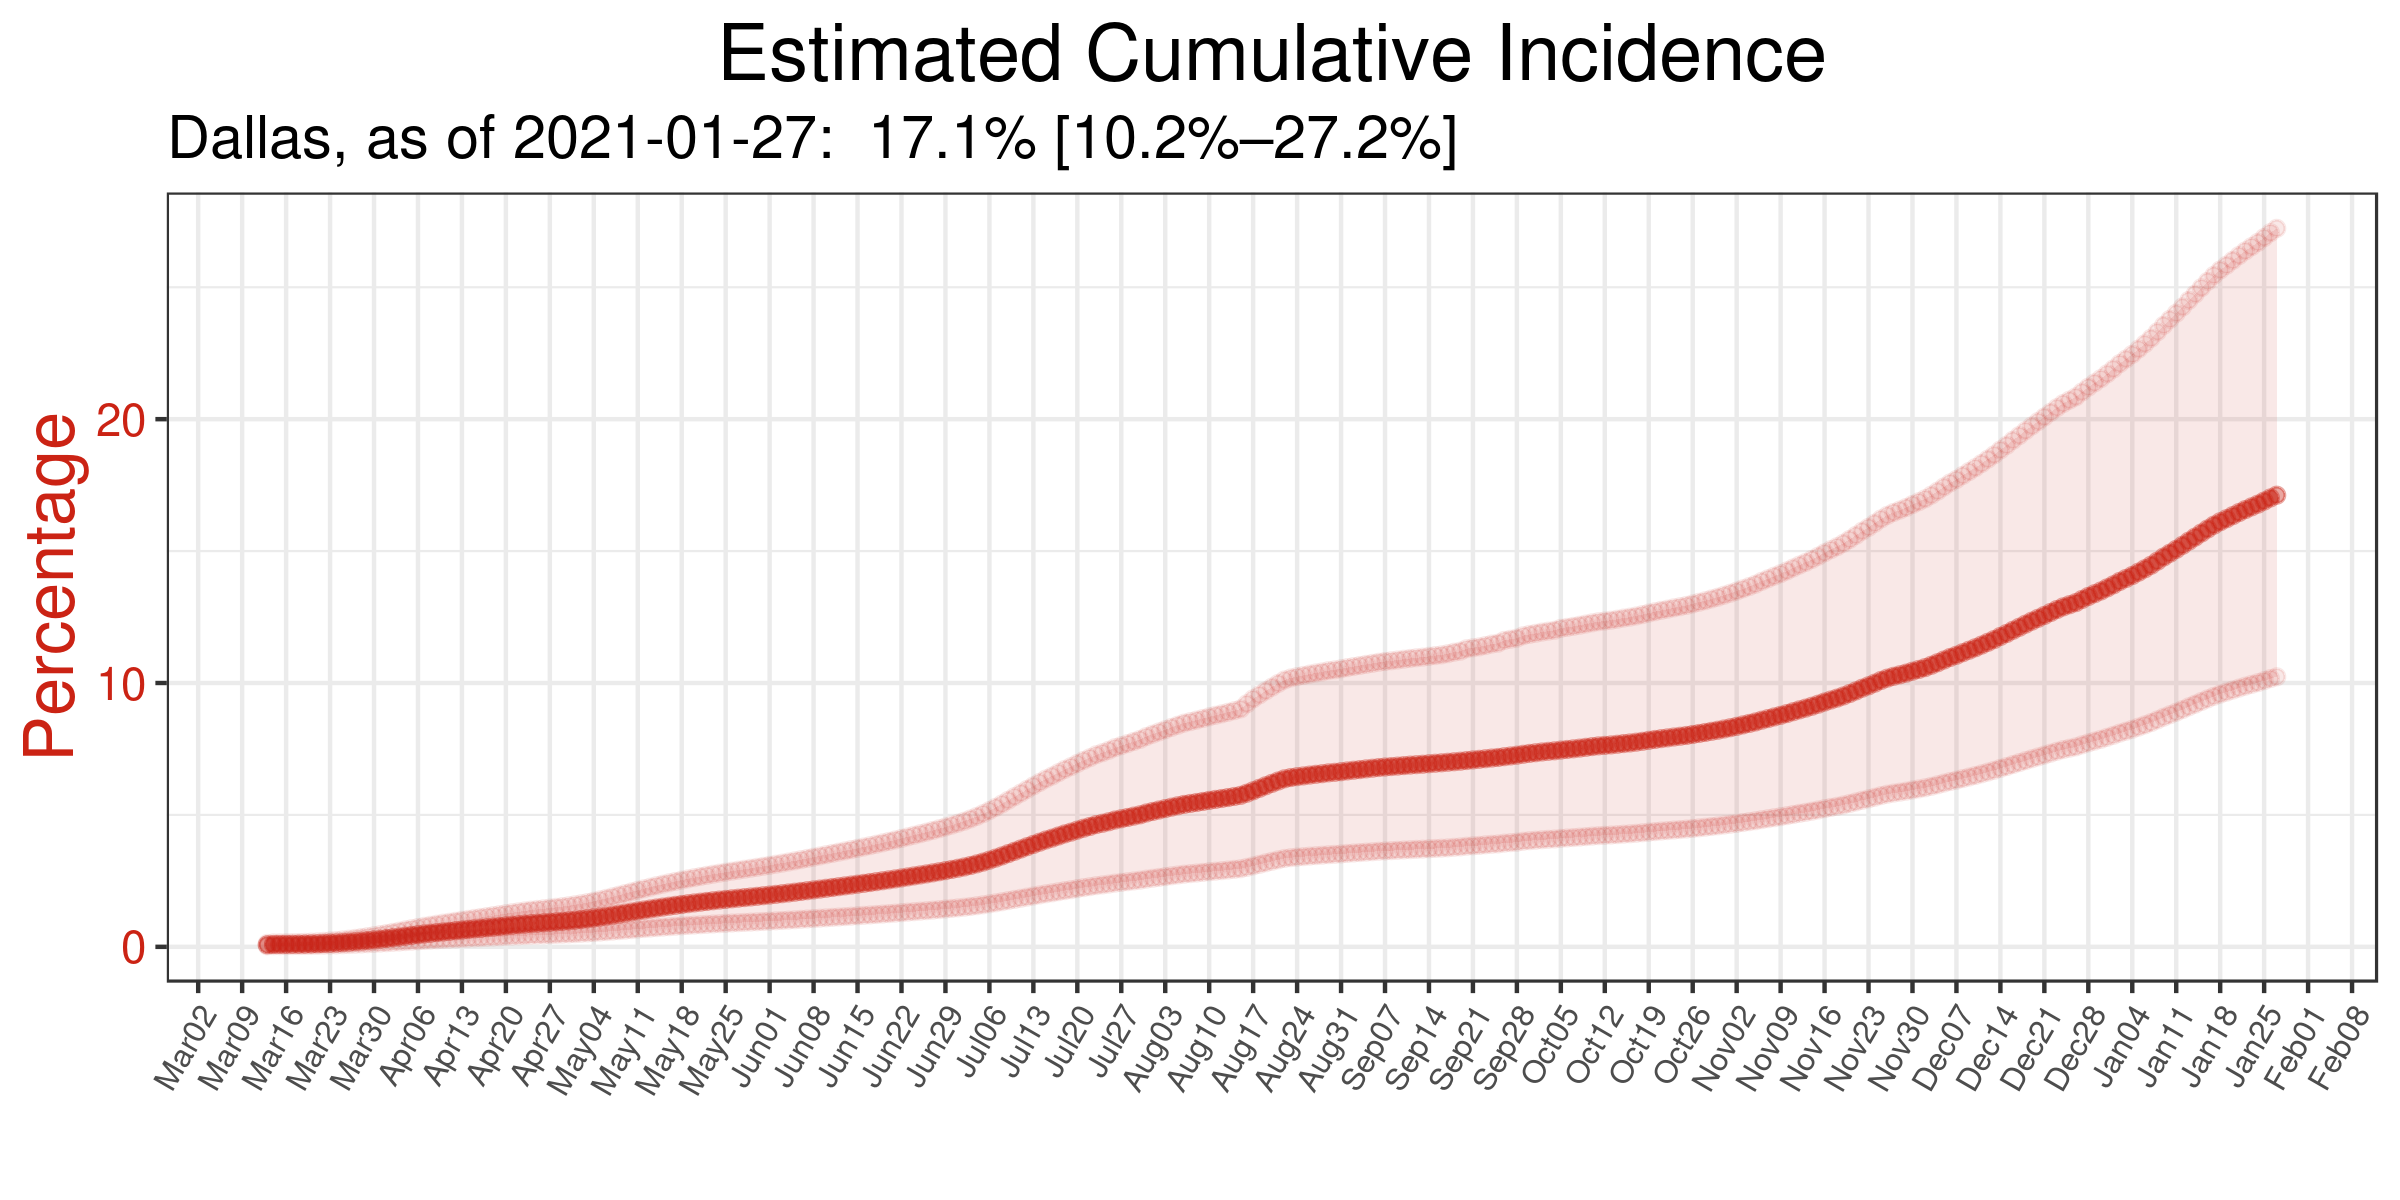 Estimated Cumulative Incidence
Dallas, as of 2021-01-27:  17.1% [10.2%–27.2%]
Percentage
20
10
0
Mar02
Mar09
Mar16
Mar23
Mar30
Apr06
Apr13
Apr20
Apr27
May04
May11
May18
May25
Jun01
Jun08
Jun15
Jun22
Jun29
Jul06
Jul13
Jul20
Jul27
Aug03
Aug10
Aug17
Aug24
Aug31
Sep07
Sep14
Sep21
Sep28
Oct05
Oct12
Oct19
Oct26
Nov02
Nov09
Nov16
Nov23
Nov30
Dec07
Dec14
Dec21
Dec28
Jan04
Jan11
Jan18
Jan25
Feb01
Feb08